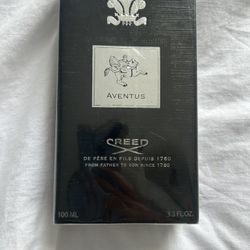 AVENTUS
CREED
DE PÈRE EN FILS DEPUIS 1760
FROM FATHER TO SON SINCE 1760
100 ML
3.3 FL.OZ.